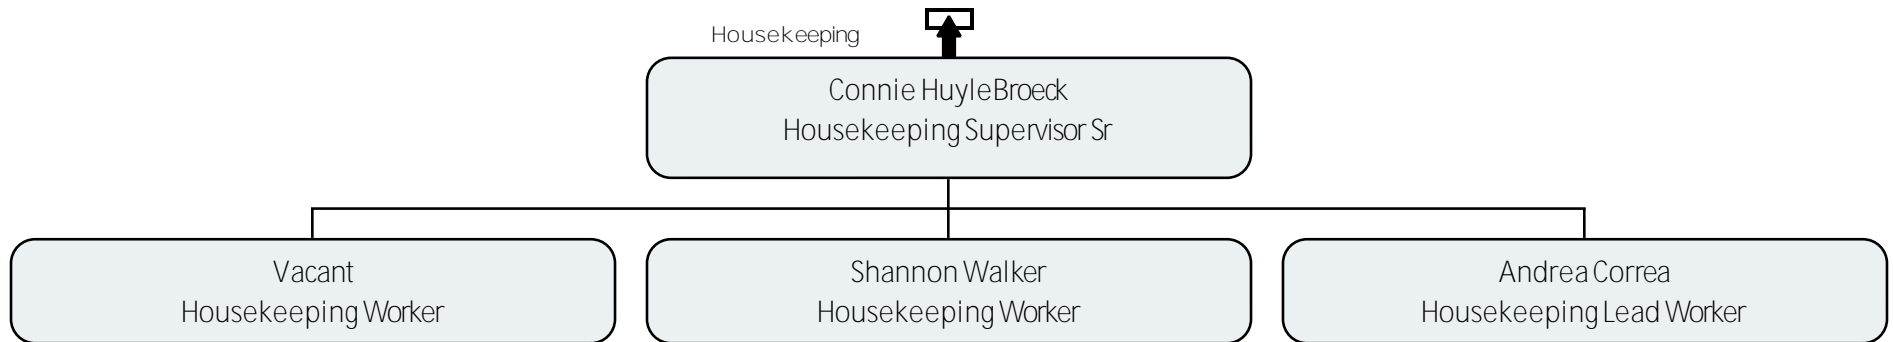 Housekeeping
Connie HuyleBroeck
Housekeeping Supervisor Sr
Vacant
Housekeeping Worker
Shannon Walker
Housekeeping Worker
Andrea Correa
Housekeeping Lead Worker